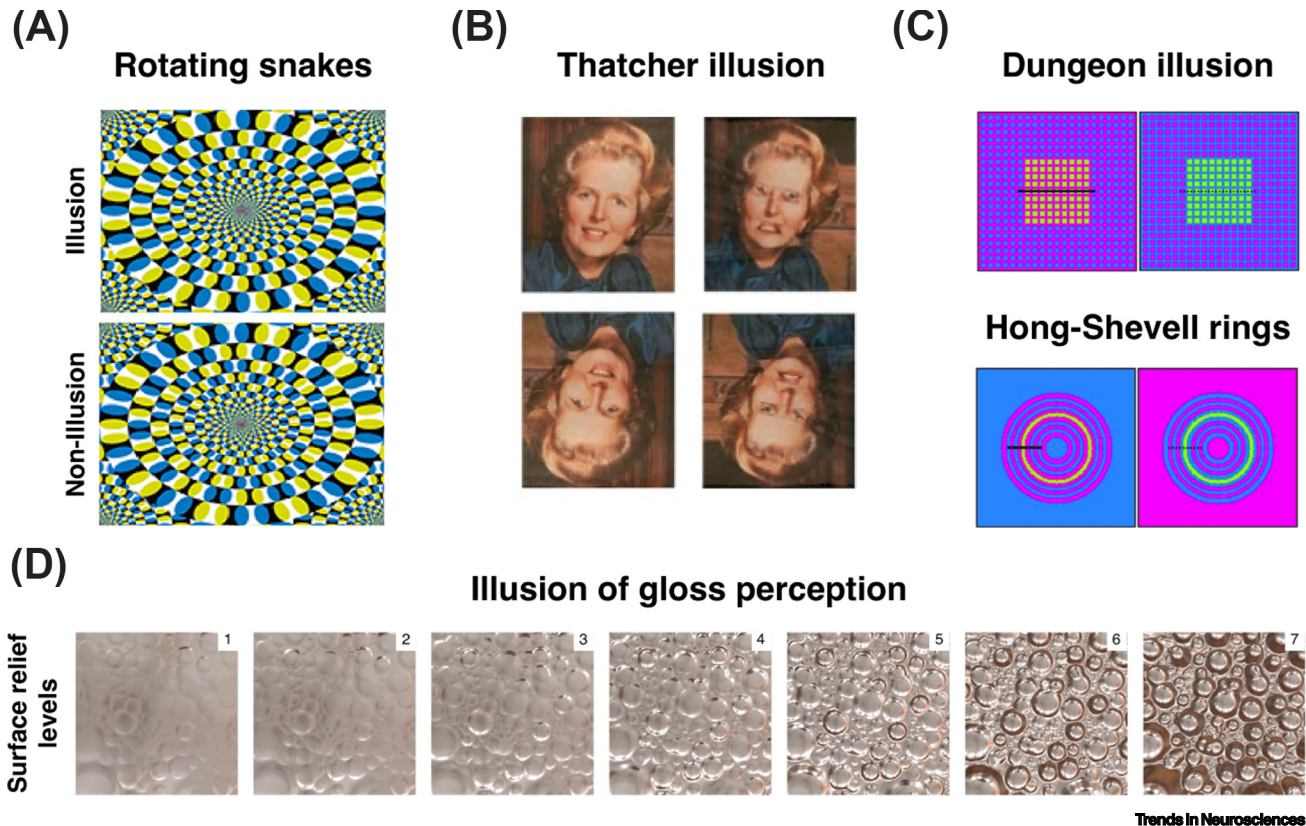 (A)
Rotating snakes
Illusion
Non-Illusion
(B)
Thatcher illusion
(C)
Dungeon illusion
Hong-Shevell rings
(D)
Illusion of gloss perception
Surface relief
levels
1
2
3
4
5
6
7
Trends in Neurosciences